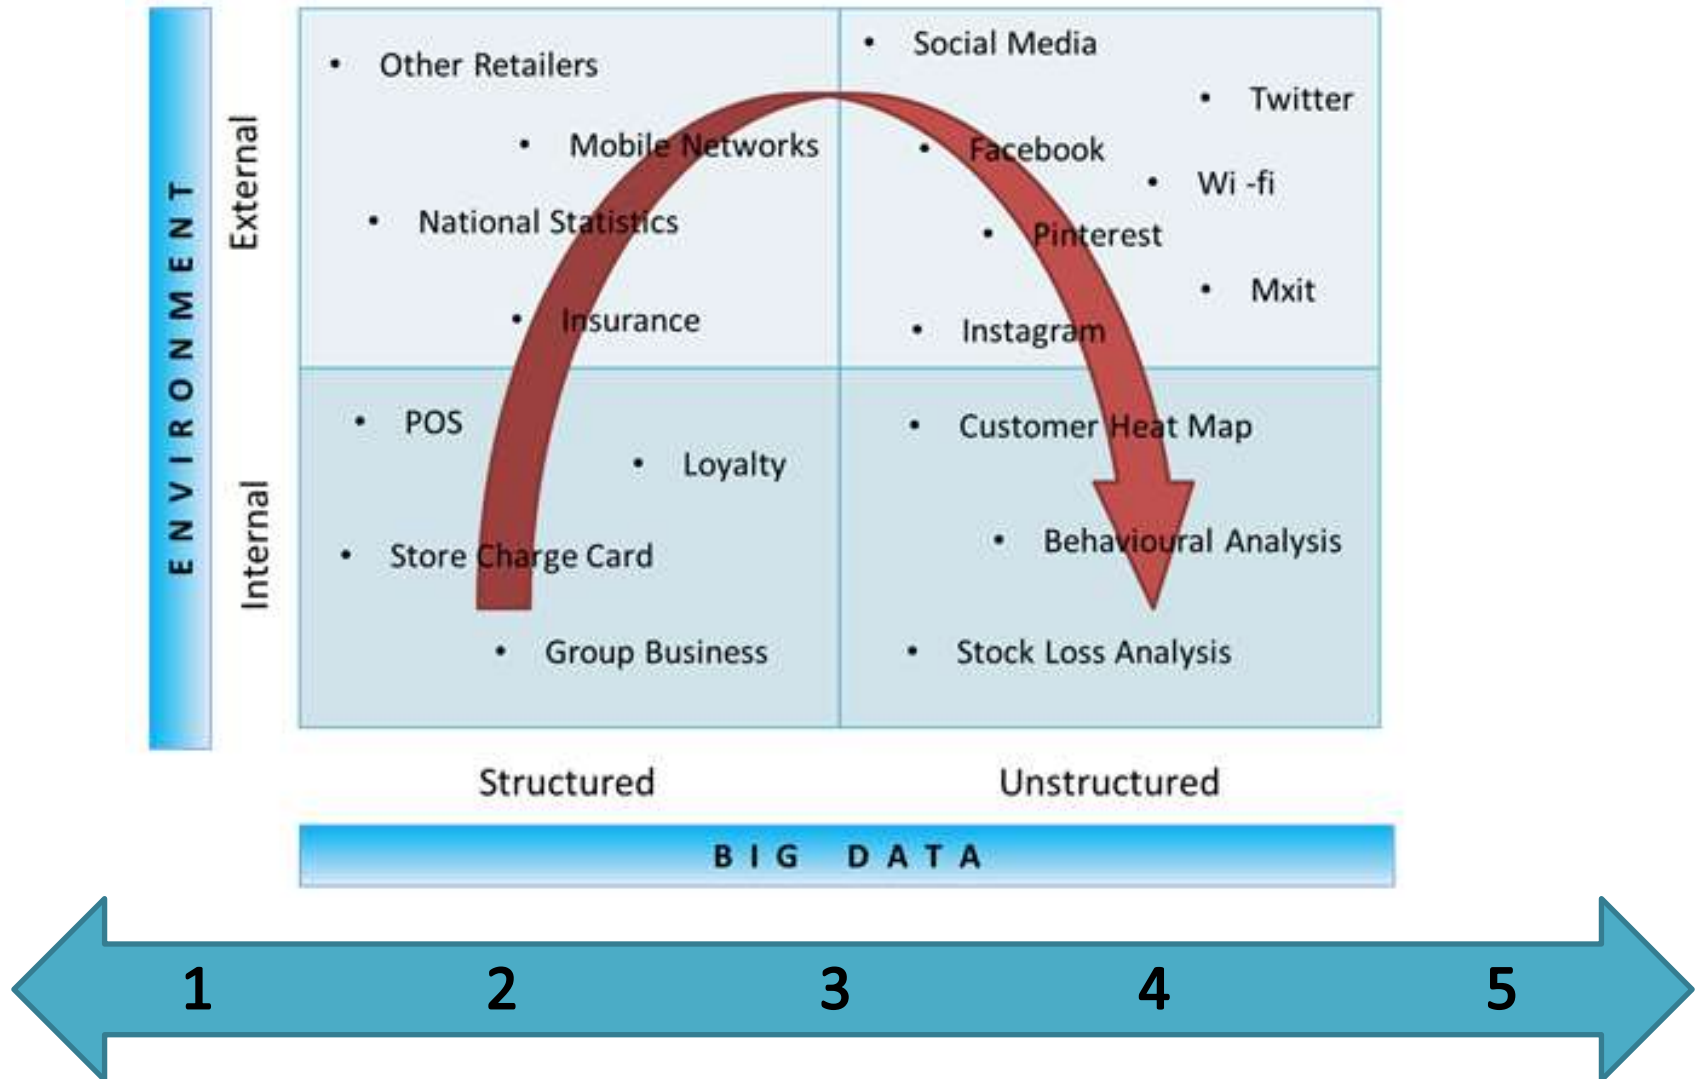 ENVIRONMENT
External
Internal
• Other Retailers
• Mobile Networks
• National Statistics
• Insurance
• Social Media
• Twitter
• Facebook
• Wi -fi
• Pinterest
• Mxit
• Instagram
• POS
• Loyalty
• Store Charge Card
• Group Business
• Customer Heat Map
• Behavioural Analysis
• Stock Loss Analysis
Structured
Unstructured
BIG DATA
1 2 3 4 5